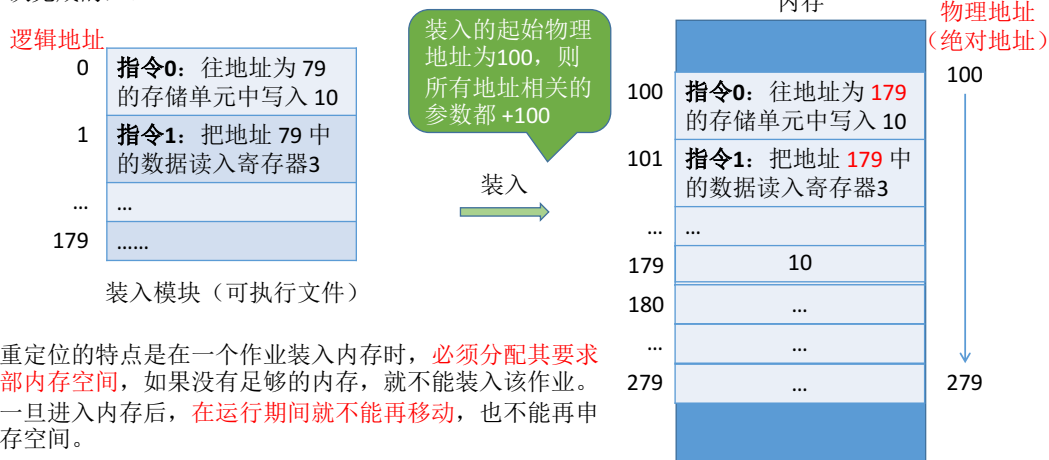 内存
物理地址
（绝对地址）
逻辑地址
0
指令0：往地址为 79
的存储单元中写入 10
1
指令1：把地址 79 中
的数据读入寄存器3
…
…
179
……
装入模块（可执行文件）
装入的起始物理
地址为100，则
所有地址相关的
参数都 +100
装入
100
指令0：往地址为 179
的存储单元中写入 10
101
指令1：把地址 179 中
的数据读入寄存器3
…
…
179
10
180
…
…
…
279
…
100
279
重定位的特点是在一个作业装入内存时，必须分配其要求
部内存空间，如果没有足够的内存，就不能装入该作业。
一旦进入内存后，在运行期间就不能再移动，也不能再申
存空间。